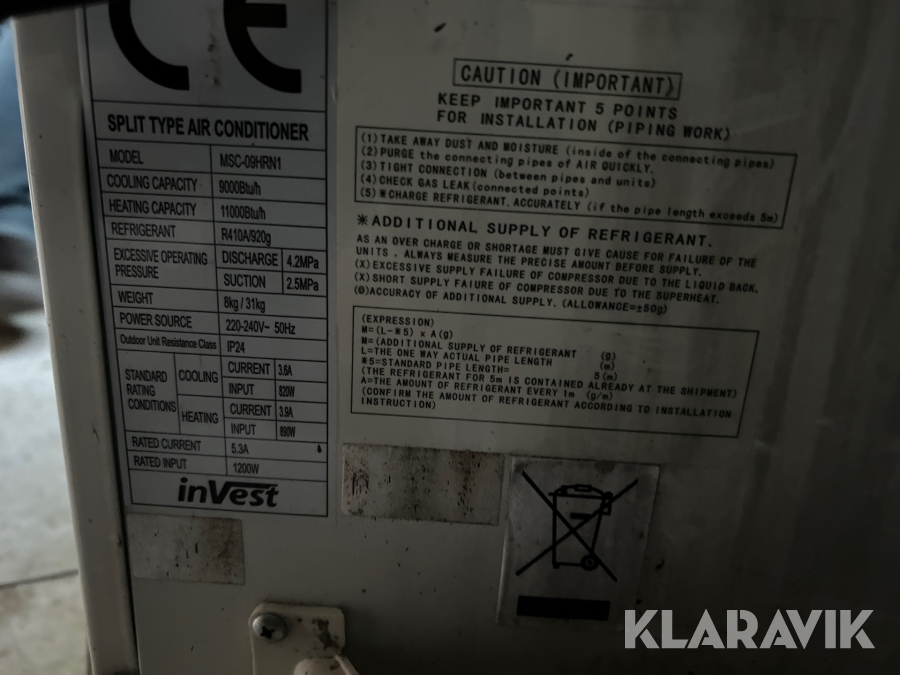 CE
SPLIT TYPE AIR CONDITIONER
MODEL MSC-09HRN1
COOLING CAPACITY 9000Btu/h
HEATING CAPACITY 11000Btu/h
REFRIGERANT R410A/920g
EXCESSIVE OPERATING PRESSURE DISCHARGE 4.2MPa
SUCTION 2.5MPa
WEIGHT 8kg / 31kg
POWER SOURCE 220-240V~ 50Hz
Outdoor Unit Resistance Class IP24
STANDARD RATING CONDITIONS COOLING CURRENT 3.6A
INPUT 820W
HEATING CURRENT 3.9A
INPUT 890W
RATED CURRENT 5.3A
RATED INPUT 1200W
inVest
CAUTION (IMPORTANT)
KEEP IMPORTANT 5 POINTS
FOR INSTALLATION (PIPING WORK)
(1) TAKE AWAY DUST AND MOISTURE (inside of the connecting pipes)
(2) PURGE the connecting pipes of AIR QUICKLY.
(3) TIGHT CONNECTION (between pipes and units)
(4) CHECK GAS LEAK (connected points)
(5) ※CHARGE REFRIGERANT. ACCURATELY (if the pipe length exceeds 5m)
※ADDITIONAL SUPPLY OF REFRIGERANT.
AS AN OVER CHARGE OR SHORTAGE MUST GIVE CAUSE FOR FAILURE OF THE
UNITS . ALWAYS MEASURE THE PRECISE AMOUNT BEFORE SUPPLY.
(X) EXCESSIVE SUPPLY FAILURE OF COMPRESSOR DUE TO THE LIQUID BACK.
(X) SHORT SUPPLY FAIURE OF COMPRESSOR DUE TO THE SUPERHEAT.
(◎) ACCURACY OF ADDITIONAL SUPPLY. (ALLOWANCE=±50g)
(EXPRESSION)
M=(L-※5) x A(g)
M=(ADDITIONAL SUPPLY OF REFRIGERANT (g)
L=THE ONE WAY ACTUAL PIPE LENGTH (m)
※5=STANDARD PIPE LENGTH= 5(m)
(THE REFRIGERANT FOR 5m IS CONTAINED ALREADY AT THE SHIPMENT)
A=THE AMOUNT OF REFRIGERANT EVERY 1m (g/m)
(CONFIRM THE AMOUNT OF REFRIGERANT ACCORDING TO INSTALLATION
INSTRUCTION)
KLARAVIK